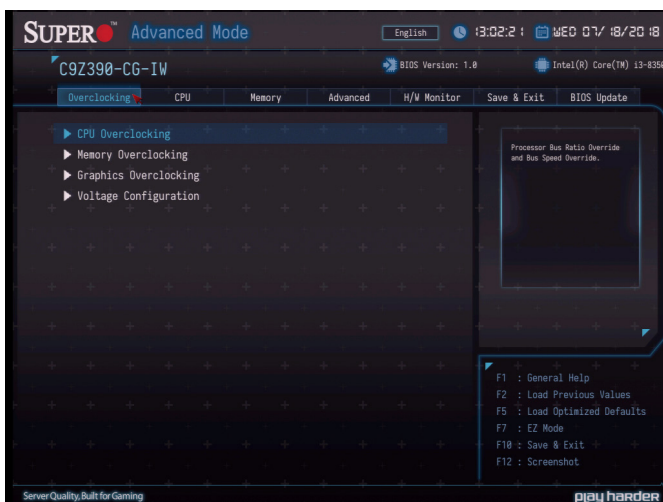 SUPER™ Advanced Mode
English
13:02:21
WED 07/18/2018
C9Z390-CG-IW
BIOS Version: 1.0
Intel(R) Core(TM) i3-8350
Overclocking CPU Memory Advanced H/W Monitor Save & Exit BIOS Update
CPU Overclocking
Memory Overclocking
Graphics Overclocking
Voltage Configuration
Processor Bus Ratio Override
and Bus Speed Override.
F1 : General Help
F2 : Load Previous Values
F5 : Load Optimized Defaults
F7 : EZ Mode
F10 : Save & Exit
F12 : Screenshot
Server Quality, Built for Gaming
play harder